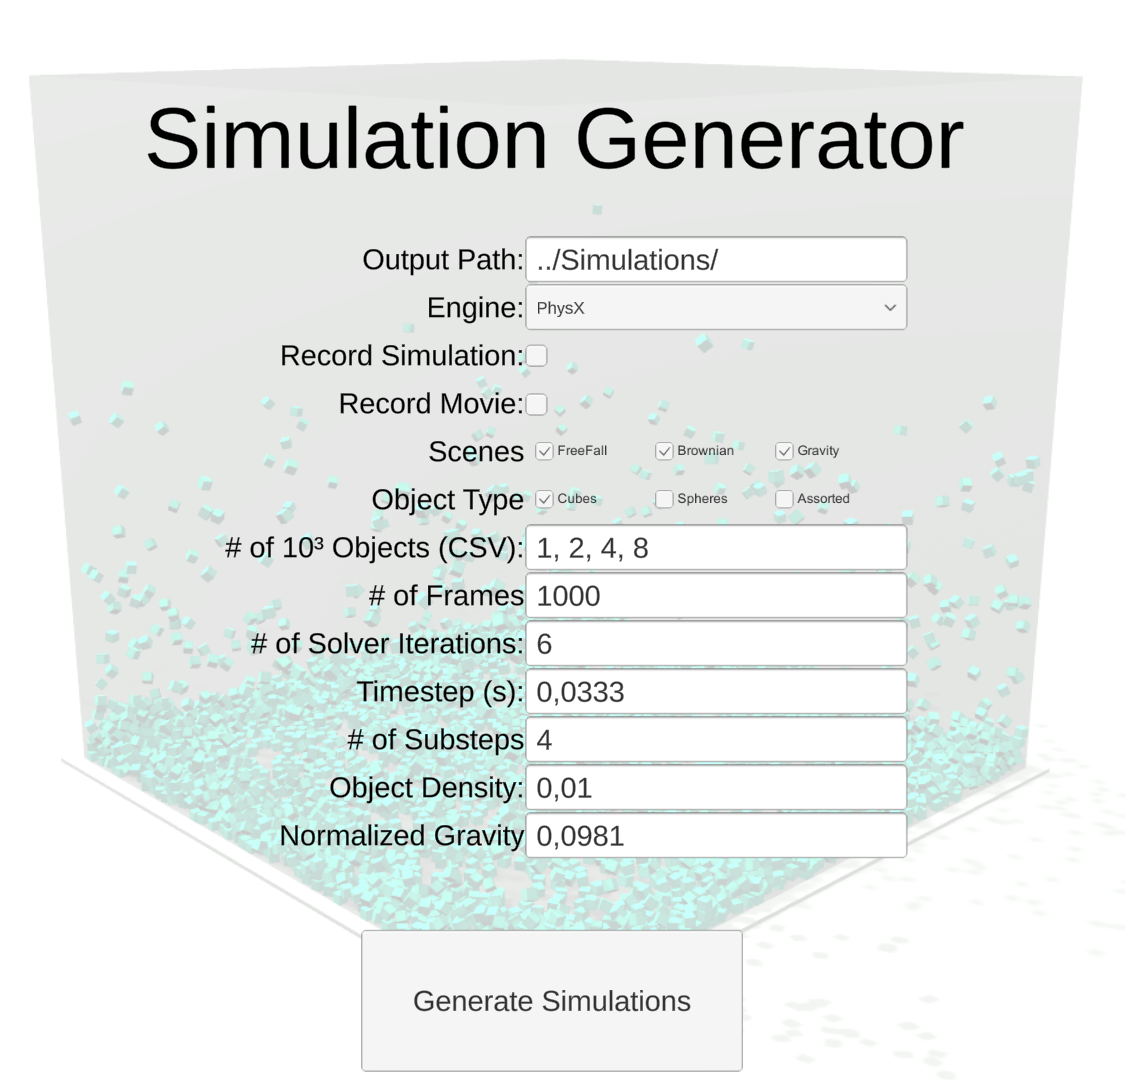 Simulation Generator
Output Path: ../Simulations/
Engine: PhysX
Record Simulation:
Record Movie:
Scenes FreeFall Brownian Gravity
Object Type Cubes Spheres Assorted
# of 10³ Objects (CSV): 1, 2, 4, 8
# of Frames 1000
# of Solver Iterations: 6
Timestep (s): 0,0333
# of Substeps 4
Object Density: 0,01
Normalized Gravity 0,0981
Generate Simulations